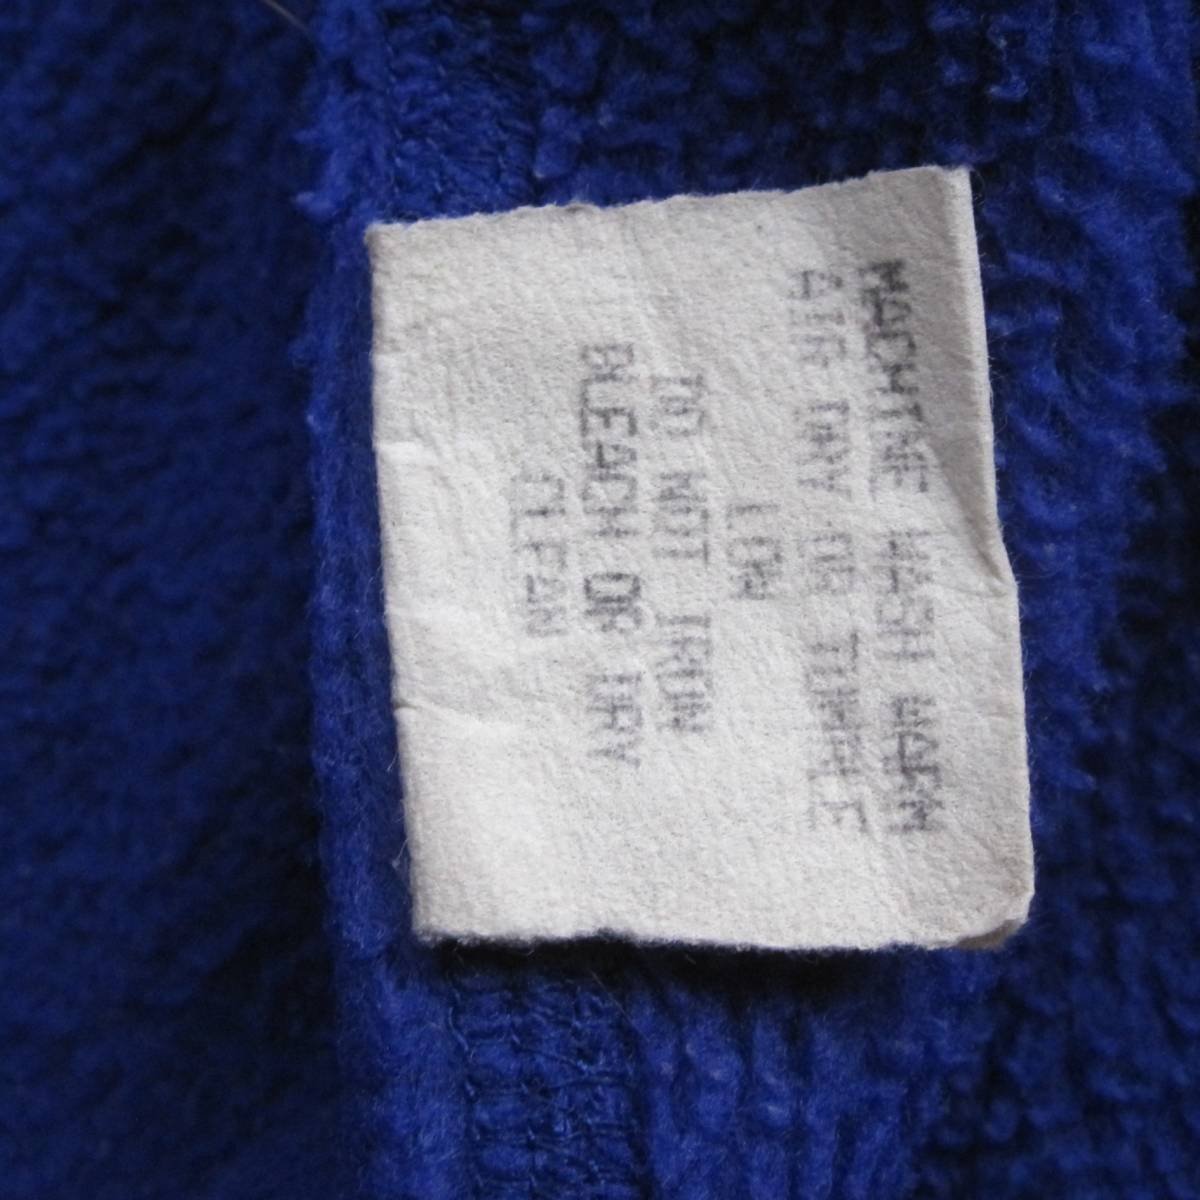 MACHINE WASH WARM
AIR DRY OR TUMBLE
LOW
DO NOT IRON
BLEACH OR DRY
CLEAN